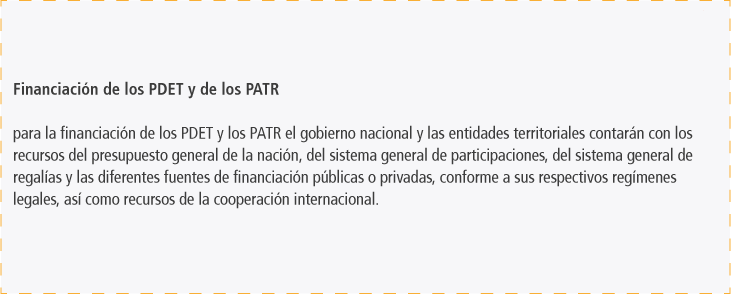 Financiación de los PDET y de los PATR
para la financiación de los PDET y los PATR el gobierno nacional y las entidades territoriales contarán con los
recursos del presupuesto general de la nación, del sistema general de participaciones, del sistema general de
regalías y las diferentes fuentes de financiación públicas o privadas, conforme a sus respectivos regímenes
legales, así como recursos de la cooperación internacional.